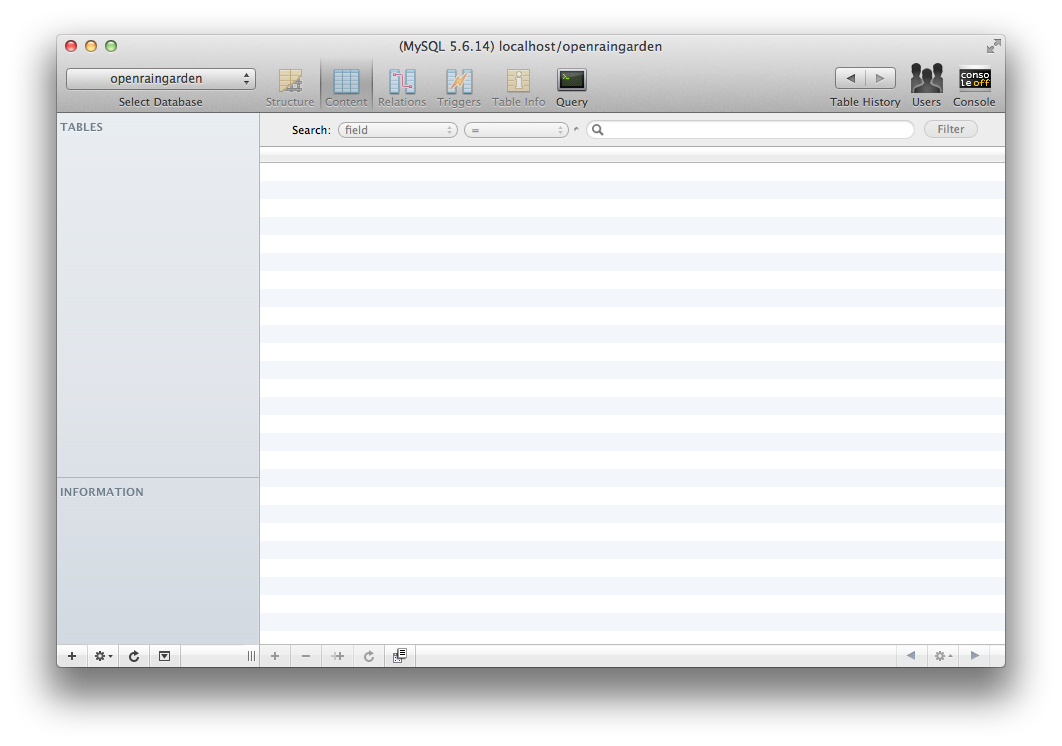 (MySQL 5.6.14) localhost/openraingarden
openraingarden
Select Database
Structure
Content
Relations
Triggers
Table Info
Query
Table History
Users
conso
le off
Console
TABLES
Search:
field
=
Filter
INFORMATION